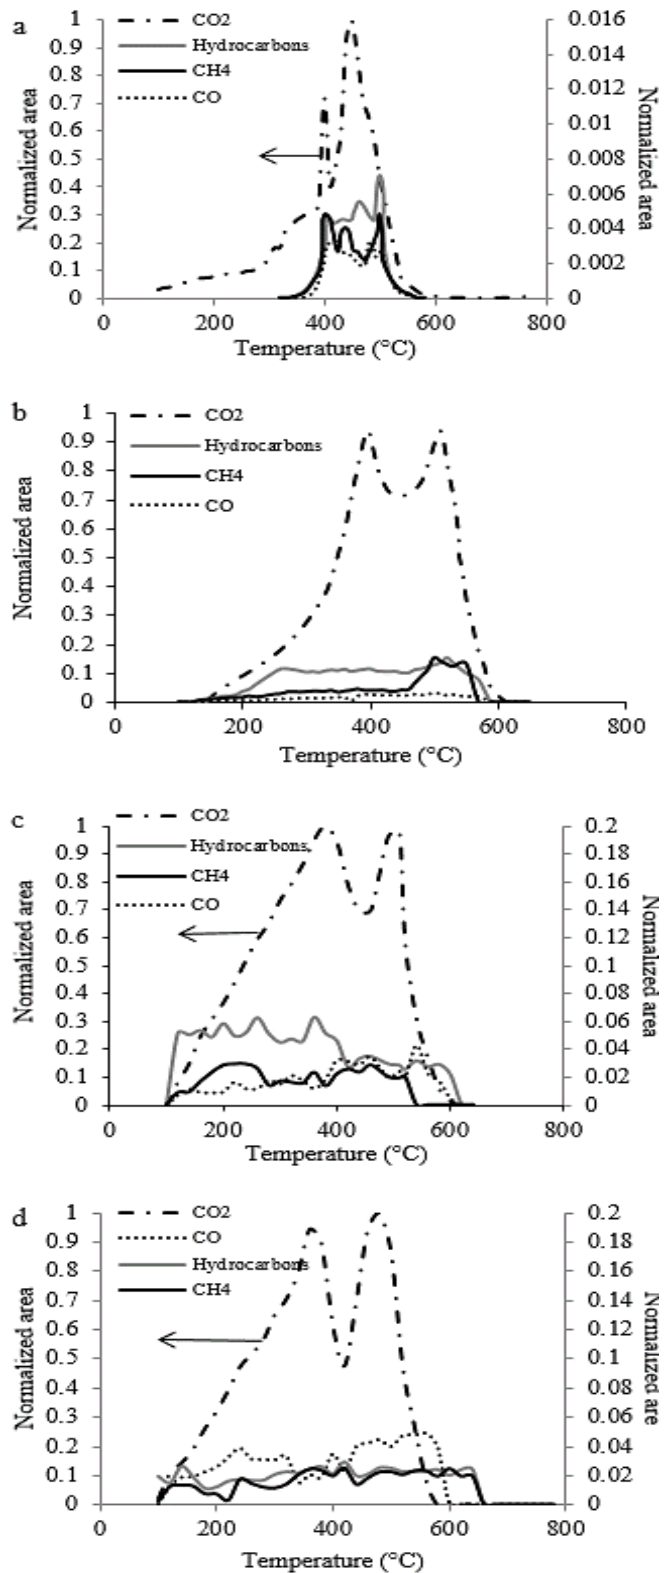 a
CO2
Hydrocarbons
CH4
CO
1
0.9
0.8
0.7
0.6
0.5
0.4
0.3
0.2
0.1
0
0.016
0.014
0.012
0.01
0.008
0.006
0.004
0.002
0
Normalized area
Normalized area
0 200 400 600 800
Temperature (°C)
b
CO2
Hydrocarbons
CH4
CO
1
0.9
0.8
0.7
0.6
0.5
0.4
0.3
0.2
0.1
0
Normalized area
0 200 400 600 800
Temperature (°C)
c
CO2
Hydrocarbons
CH4
CO
1
0.9
0.8
0.7
0.6
0.5
0.4
0.3
0.2
0.1
0
0.2
0.18
0.16
0.14
0.12
0.1
0.08
0.06
0.04
0.02
0
Normalized area
Normalized area
0 200 400 600 800
Temperature (°C)
d
CO2
CO
Hydrocarbons
CH4
1
0.9
0.8
0.7
0.6
0.5
0.4
0.3
0.2
0.1
0
0.2
0.18
0.16
0.14
0.12
0.1
0.08
0.06
0.04
0.02
0
Normalized area
Normalized are
0 200 400 600 800
Temperature (°C)